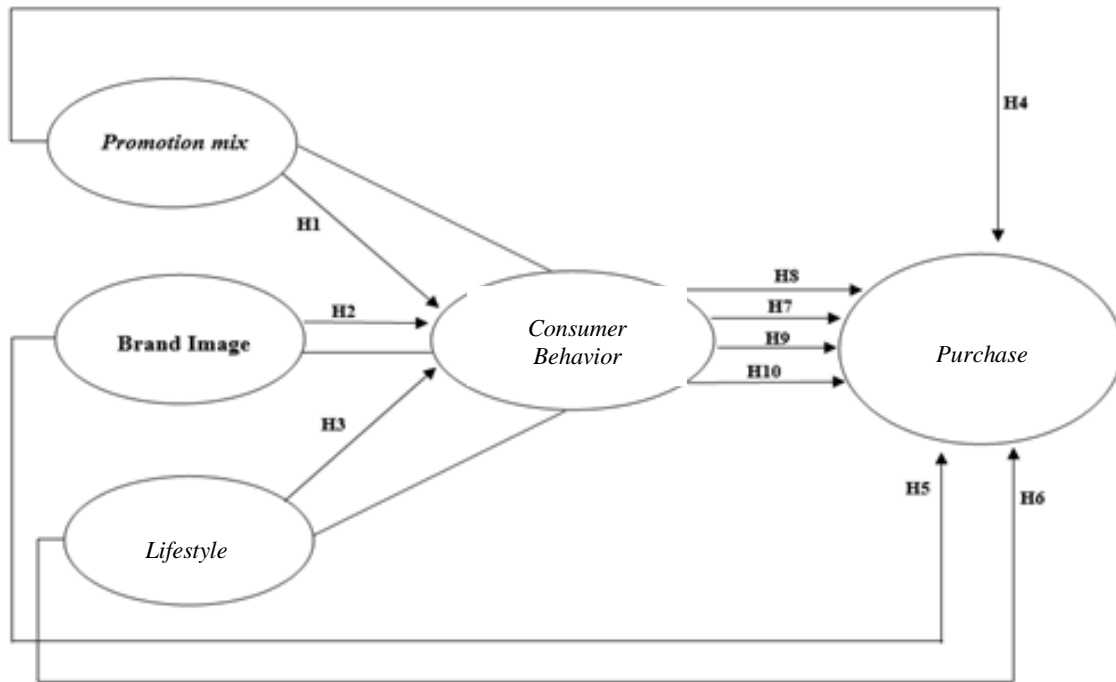 H4
Promotion mix
H1
H8
H2
H7
Consumer
Behavior
Brand Image
H9
Purchase
H10
H3
H5
H6
Lifestyle